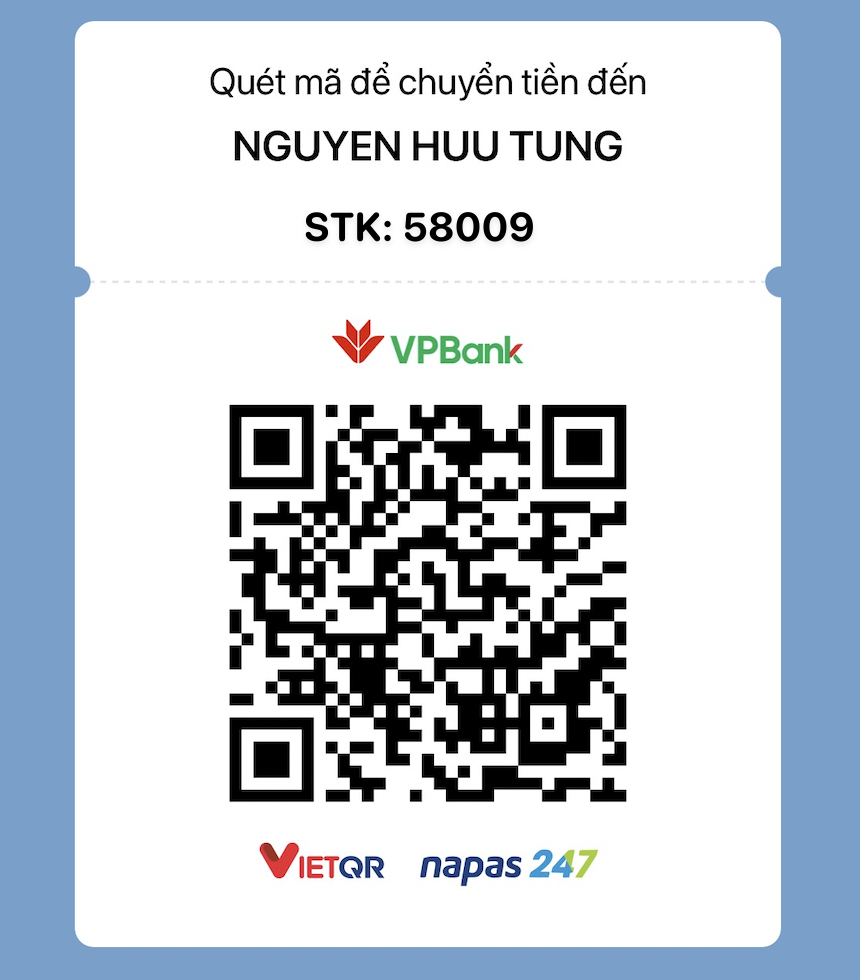 Quét mã để chuyển tiền đến
NGUYEN HUU TUNG
STK: 58009
VPBank
VIETQR napas 247